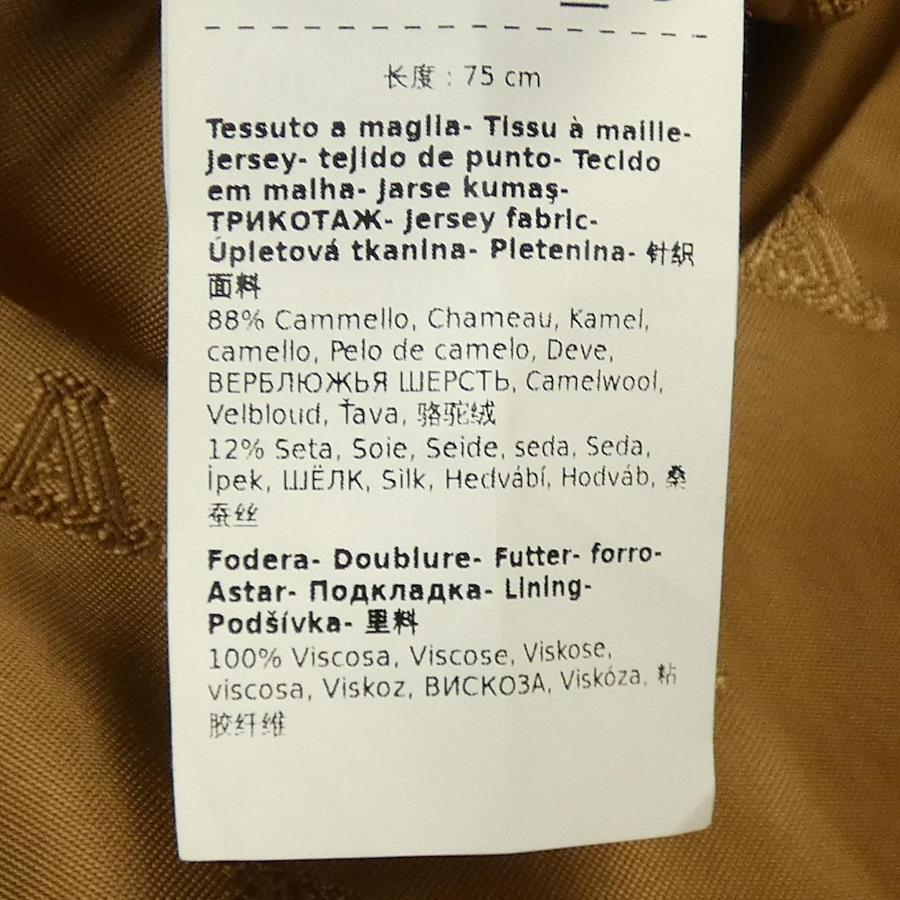 长度 : 75 cm
Tessuto a maglia- Tissu à maille-
Jersey- tejido de punto- Tecido
em malha- Jarse kumaş-
ТРИКОТАЖ- Jersey fabric-
Úpletová tkanina- Pletenina- 针织
面料
88% Cammello, Chameau, Kamel,
camello, Pelo de camelo, Deve,
ВЕРБЛЮЖЬЯ ШЕРСТЬ, Camelwool,
Velbloud, Ťava, 骆驼绒
12% Seta, Soie, Seide, seda, Seda,
İpek, ШЁЛК, Silk, Hedvábí, Hodváb, 桑
蚕丝
Fodera- Doublure- Futter- forro-
Astar- Подкладка- Lining-
Podšívka- 里料
100% Viscosa, Viscose, Viskose,
viscosa, Viskoz, ВИСКОЗА, Viskóza, 粘
胶纤维